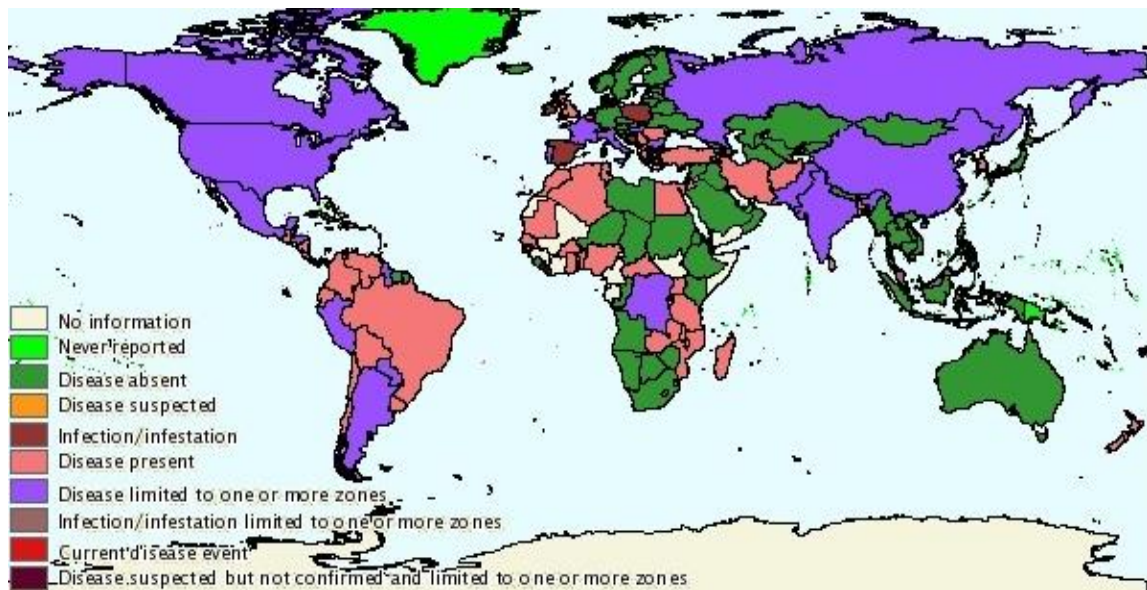 No information
Never reported
Disease absent
Disease suspected
Infection/infestation
Disease present
Disease limited to one or more zones
Infection/infestation limited to one or more zones
Current disease event
Disease suspected but not confirmed and limited to one or more zones